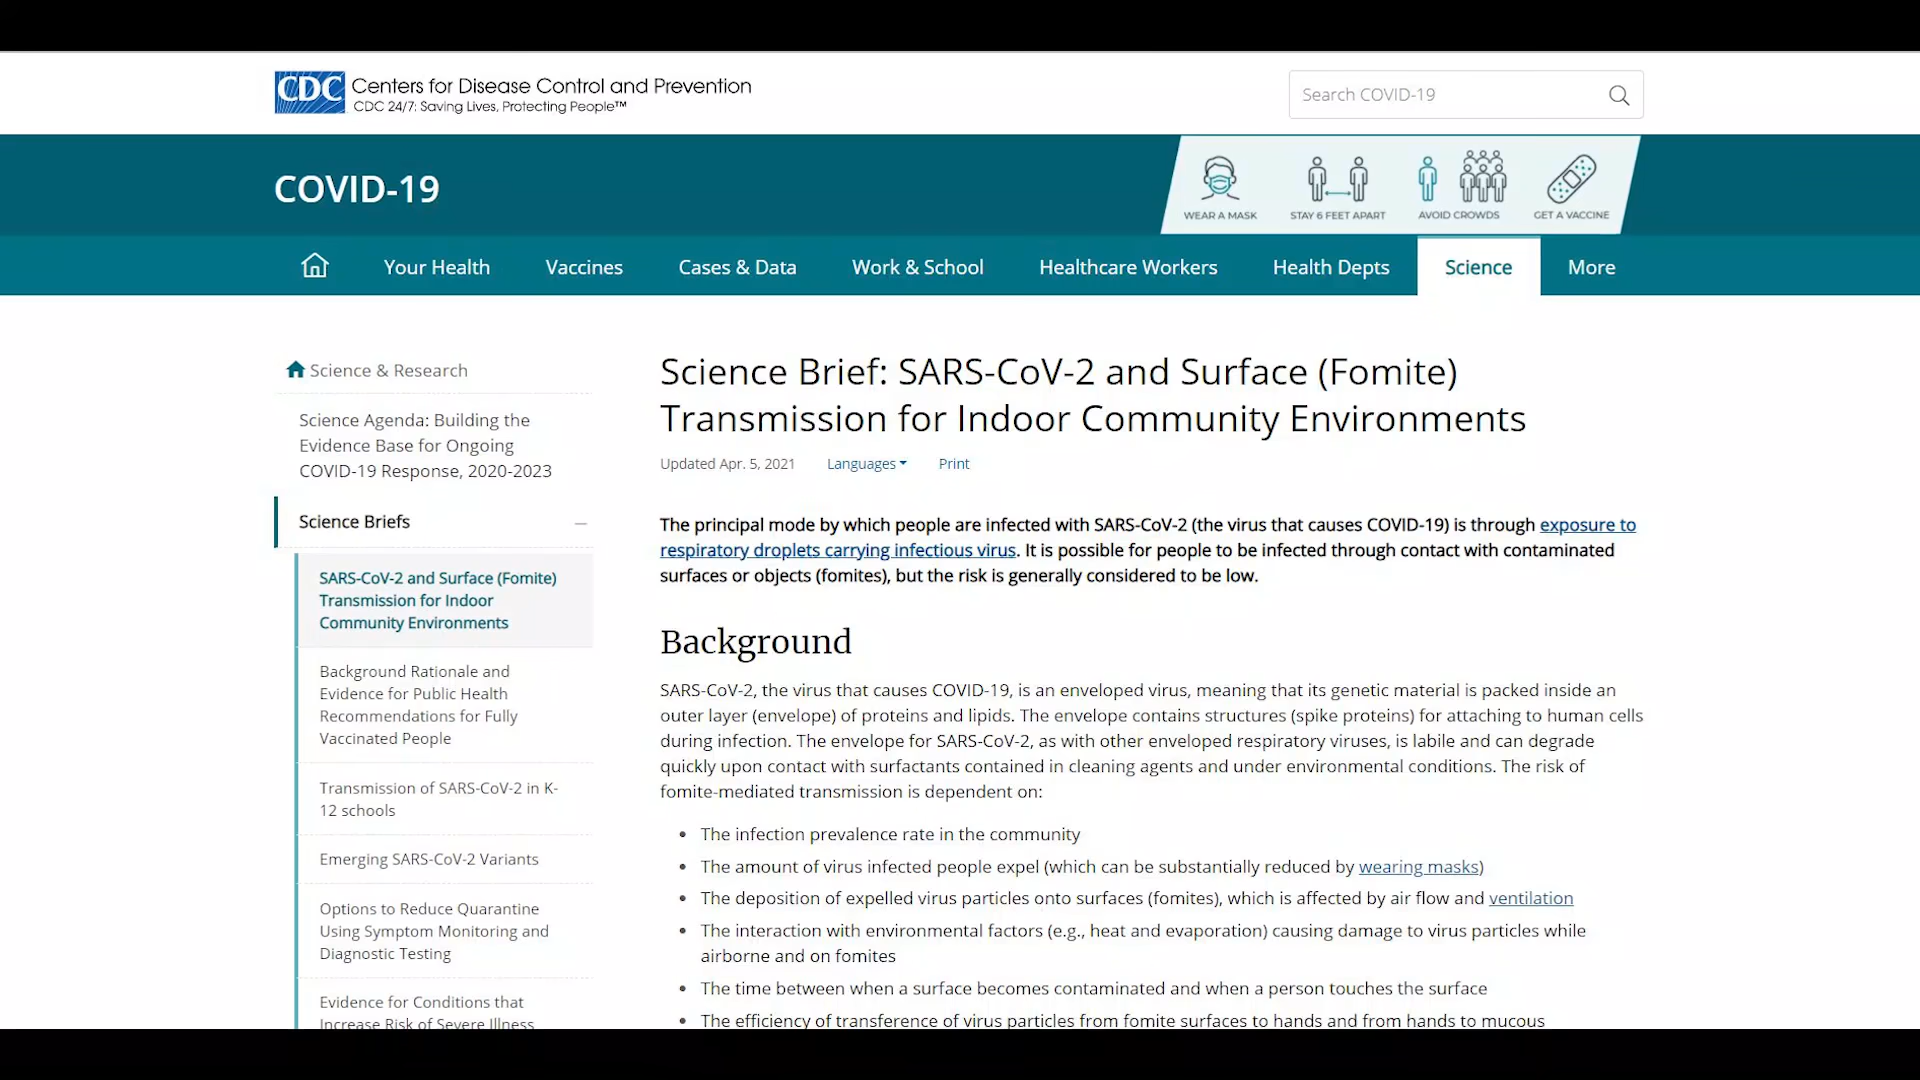 CDC Centers for Disease Control and Prevention
CDC 24/7: Saving Lives, Protecting People™
Search COVID-19
COVID-19
WEAR A MASK
STAY 6 FEET APART
AVOID CROWDS
GET A VACCINE
Your Health
Vaccines
Cases & Data
Work & School
Healthcare Workers
Health Depts
Science
More
Science & Research
Science Agenda: Building the
Evidence Base for Ongoing
COVID-19 Response, 2020-2023
Science Briefs
SARS-CoV-2 and Surface (Fomite)
Transmission for Indoor
Community Environments
Background Rationale and
Evidence for Public Health
Recommendations for Fully
Vaccinated People
Transmission of SARS-CoV-2 in K-
12 schools
Emerging SARS-CoV-2 Variants
Options to Reduce Quarantine
Using Symptom Monitoring and
Diagnostic Testing
Evidence for Conditions that
Increase Risk of Severe Illness
Science Brief: SARS-CoV-2 and Surface (Fomite)
Transmission for Indoor Community Environments
Updated Apr. 5, 2021
Languages
Print
The principal mode by which people are infected with SARS-CoV-2 (the virus that causes COVID-19) is through exposure to
respiratory droplets carrying infectious virus. It is possible for people to be infected through contact with contaminated
surfaces or objects (fomites), but the risk is generally considered to be low.
Background
SARS-CoV-2, the virus that causes COVID-19, is an enveloped virus, meaning that its genetic material is packed inside an
outer layer (envelope) of proteins and lipids. The envelope contains structures (spike proteins) for attaching to human cells
during infection. The envelope for SARS-CoV-2, as with other enveloped respiratory viruses, is labile and can degrade
quickly upon contact with surfactants contained in cleaning agents and under environmental conditions. The risk of
fomite-mediated transmission is dependent on:
• The infection prevalence rate in the community
• The amount of virus infected people expel (which can be substantially reduced by wearing masks)
• The deposition of expelled virus particles onto surfaces (fomites), which is affected by air flow and ventilation
• The interaction with environmental factors (e.g., heat and evaporation) causing damage to virus particles while
airborne and on fomites
• The time between when a surface becomes contaminated and when a person touches the surface
• The efficiency of transference of virus particles from fomite surfaces to hands and from hands to mucous